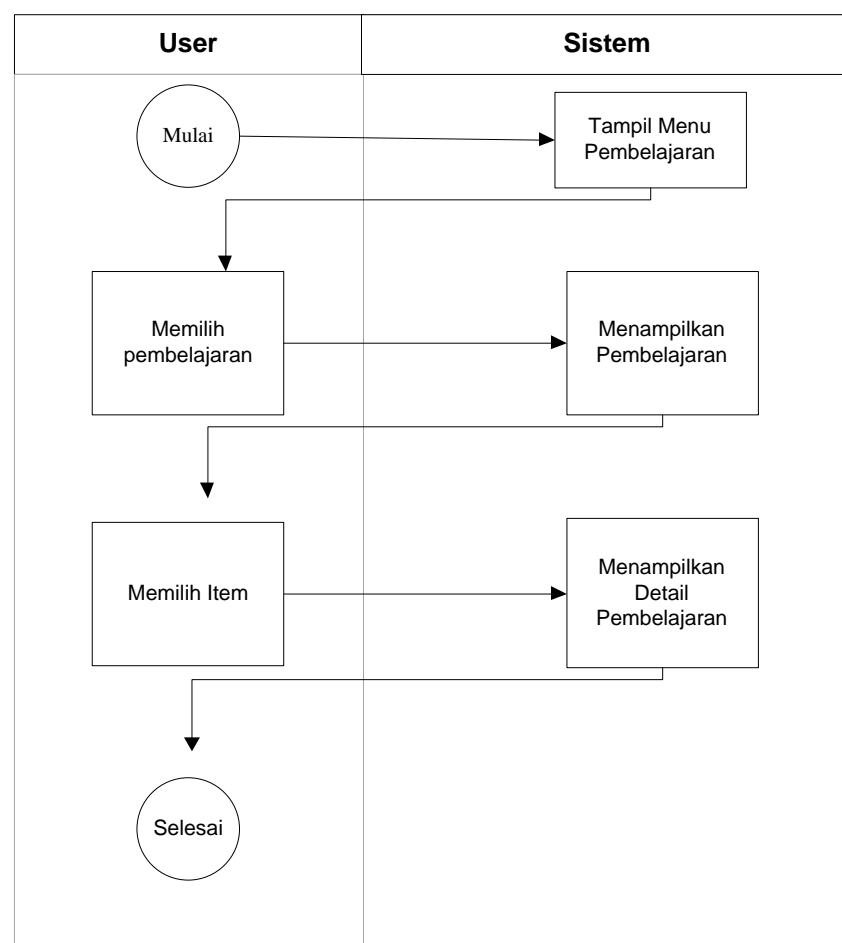 User
Sistem
Mulai
Tampil Menu
Pembelajaran
Memilih
pembelajaran
Menampilkan
Pembelajaran
Memilih Item
Menampilkan
Detail
Pembelajaran
Selesai